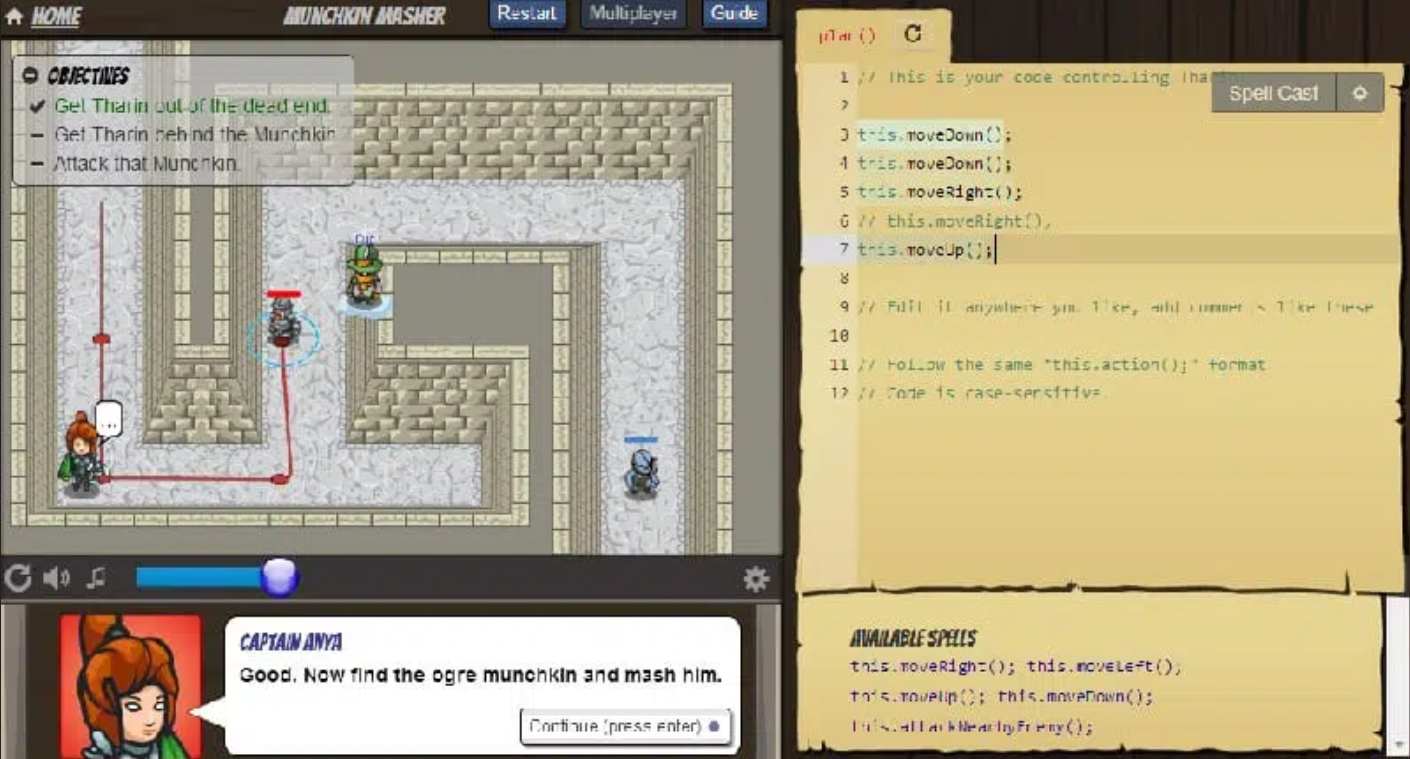 HOME
MUNCHKIN MASHER
Restart
Multiplayer
Guide
OBJECTIVES
Get Tharin out of the dead end.
Get Tharin behind the Munchkin
Attack that Munchkin.
CAPTAIN ANYA
Good. Now find the ogre munchkin and mash him.
Continue (press enter)
plan()
Spell Cast
1 // This is your code controlling Tharin
2
3 this.moveDown();
4 this.moveDown();
5 this.moveRight();
6 // this.moveRight();
7 this.moveUp();
8
9 // Edit it anywhere you like, add comments like these
10
11 // Follow the same "this.action();" format
12 // Code is case-sensitive.
AVAILABLE SPELLS
this.moveRight(); this.moveLeft();
this.moveUp(); this.moveDown();
this.attackNearbyEnemy();